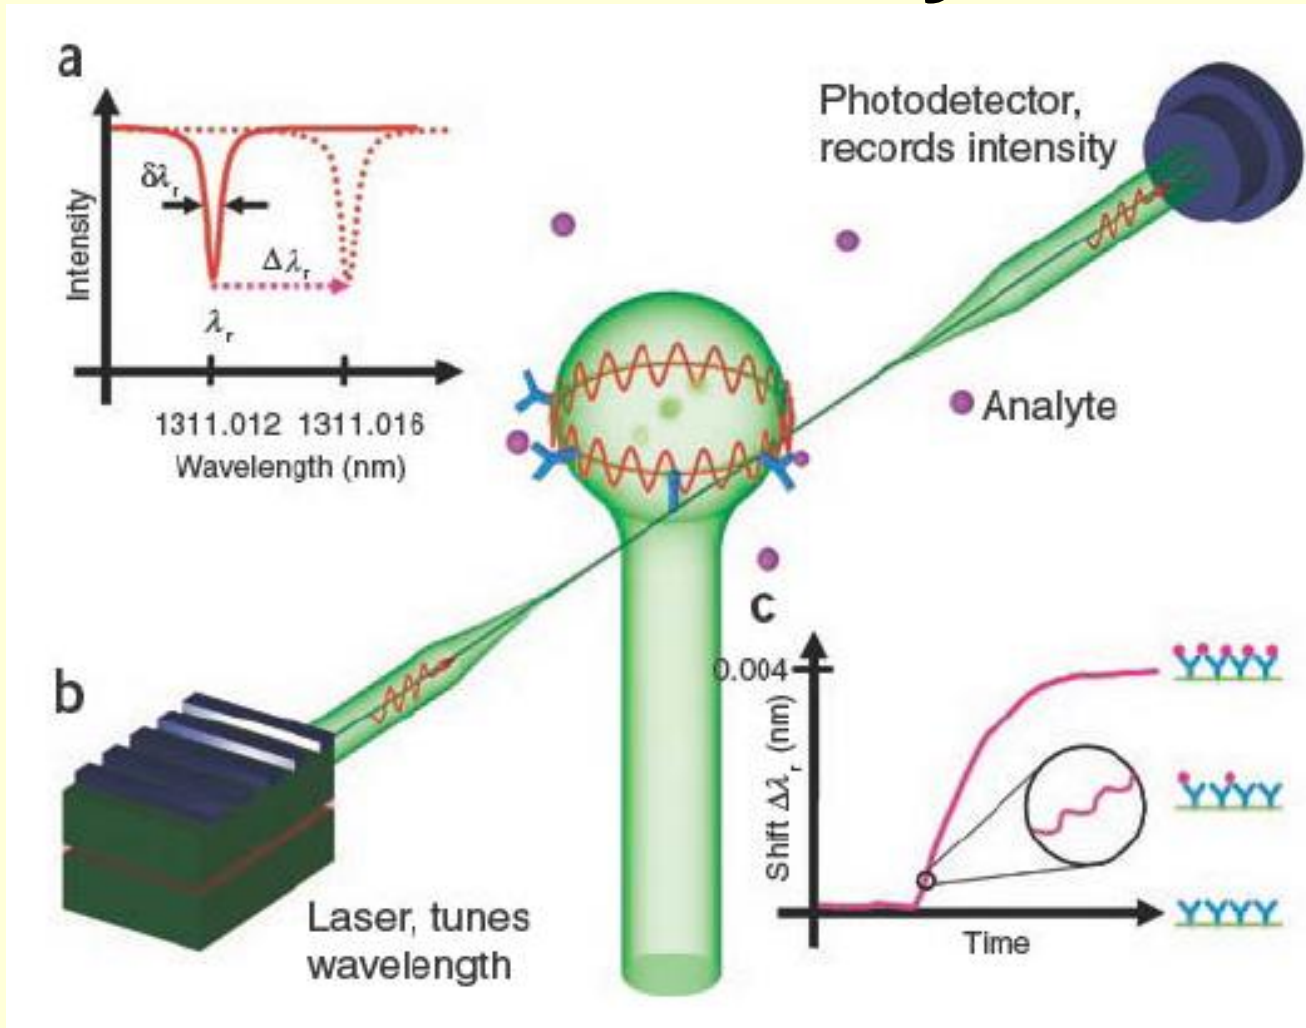 a
Intensity
δλr
Δλr
λr
1311.012 1311.016
Wavelength (nm)
Photodetector,
records intensity
Analyte
b
Laser, tunes
wavelength
c
0.004
Shift Δλr (nm)
Time